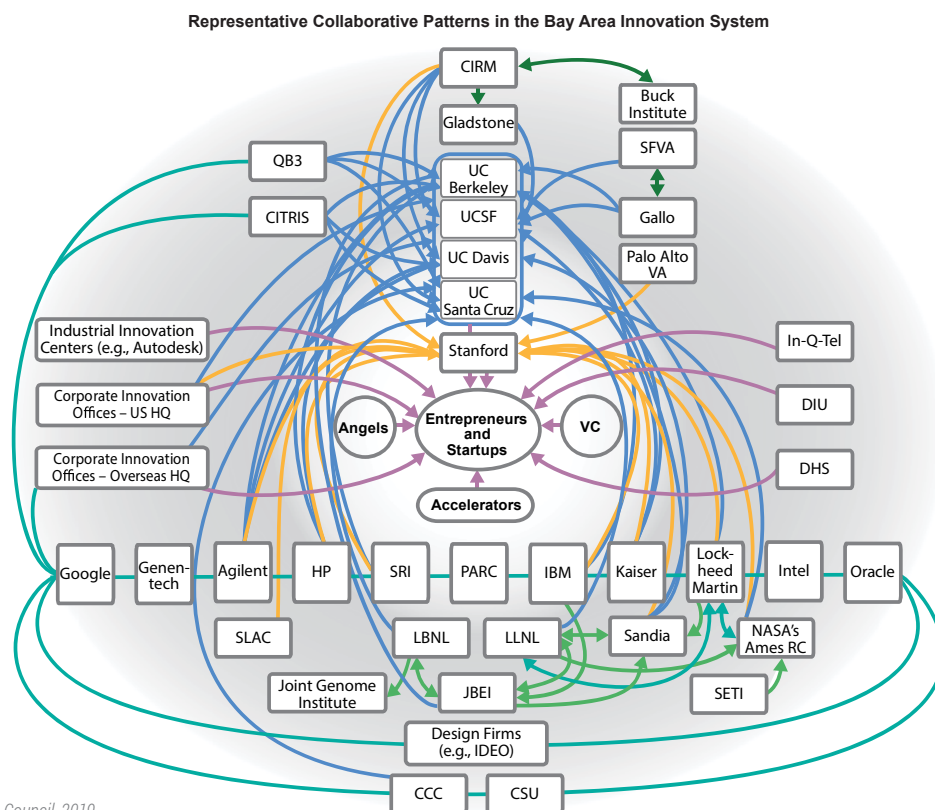 Representative Collaborative Patterns in the Bay Area Innovation System
CIRM
Buck
Institute
Gladstone
SFVA
QB3
UC
Berkeley
UCSF
CITRIS
Gallo
UC Davis
Palo Alto
VA
UC
Santa Cruz
Industrial Innovation
Centers (e.g., Autodesk)
Stanford
In-Q-Tel
Corporate Innovation
Offices – US HQ
DIU
Angels
Entrepreneurs
and
Startups
VC
Corporate Innovation
Offices – Overseas HQ
DHS
Accelerators
Google
Genen-
tech
Agilent
HP
SRI
PARC
IBM
Kaiser
Lock-
heed
Martin
Intel
Oracle
SLAC
LBNL
LLNL
Sandia
NASA's
Ames RC
Joint Genome
Institute
JBEI
SETI
Design Firms
(e.g., IDEO)
CCC
CSU